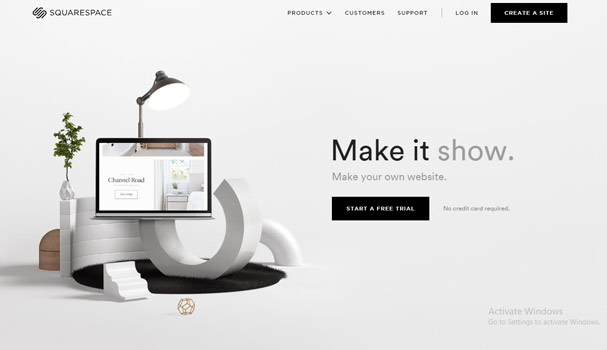 SQUARESPACE
PRODUCTS
CUSTOMERS
SUPPORT
LOG IN
CREATE A SITE
Channel Road
Make it show.
Make your own website.
START A FREE TRIAL
No credit card required.
Activate Windows
Go to Settings to activate Windows.